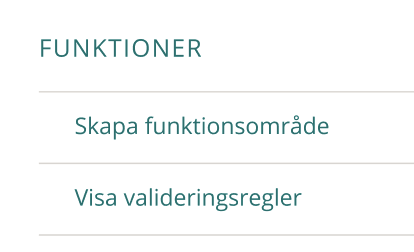 FUNKTIONER
Skapa funktionsområde
Visa valideringsregler